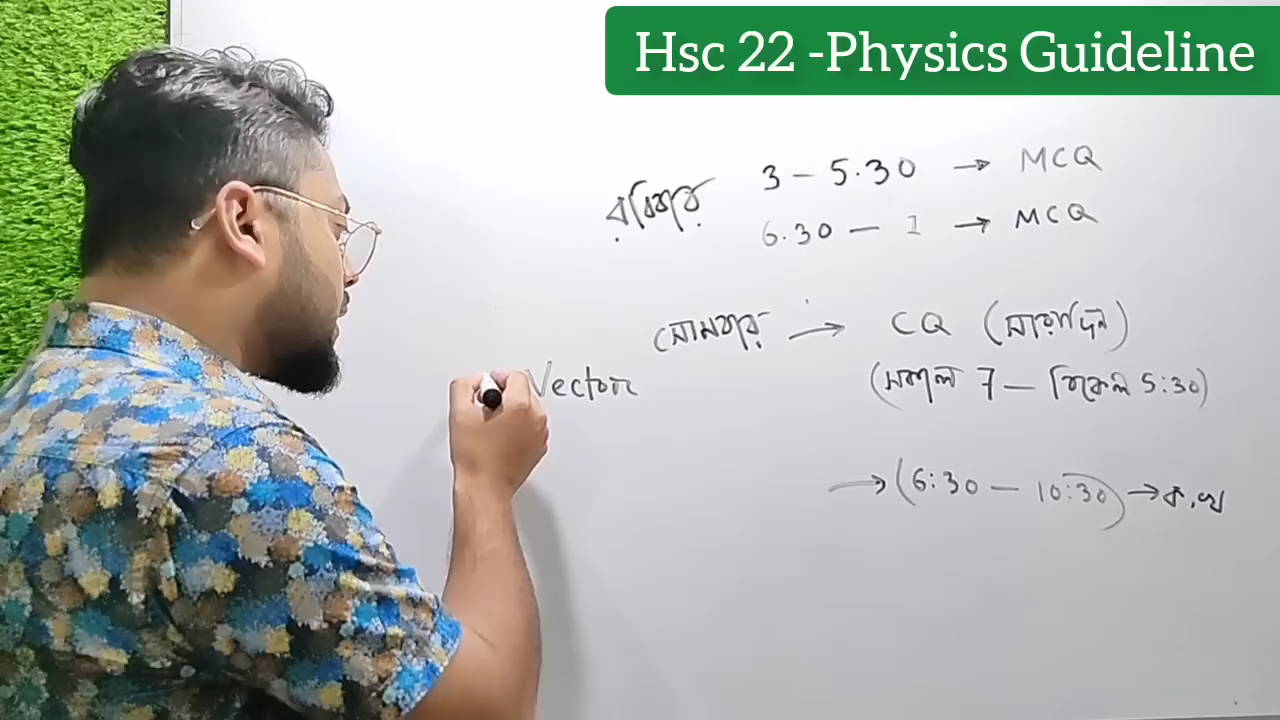 Hsc 22 -Physics Guideline
রবিবার 3 – 5.30 → MCQ
6.30 – 1 → MCQ
সোমবার → CQ (সারাদিন)
Vector
(সকাল 7 – বিকেল 5:30)
→ (6:30 – 10:30) → ক, খ